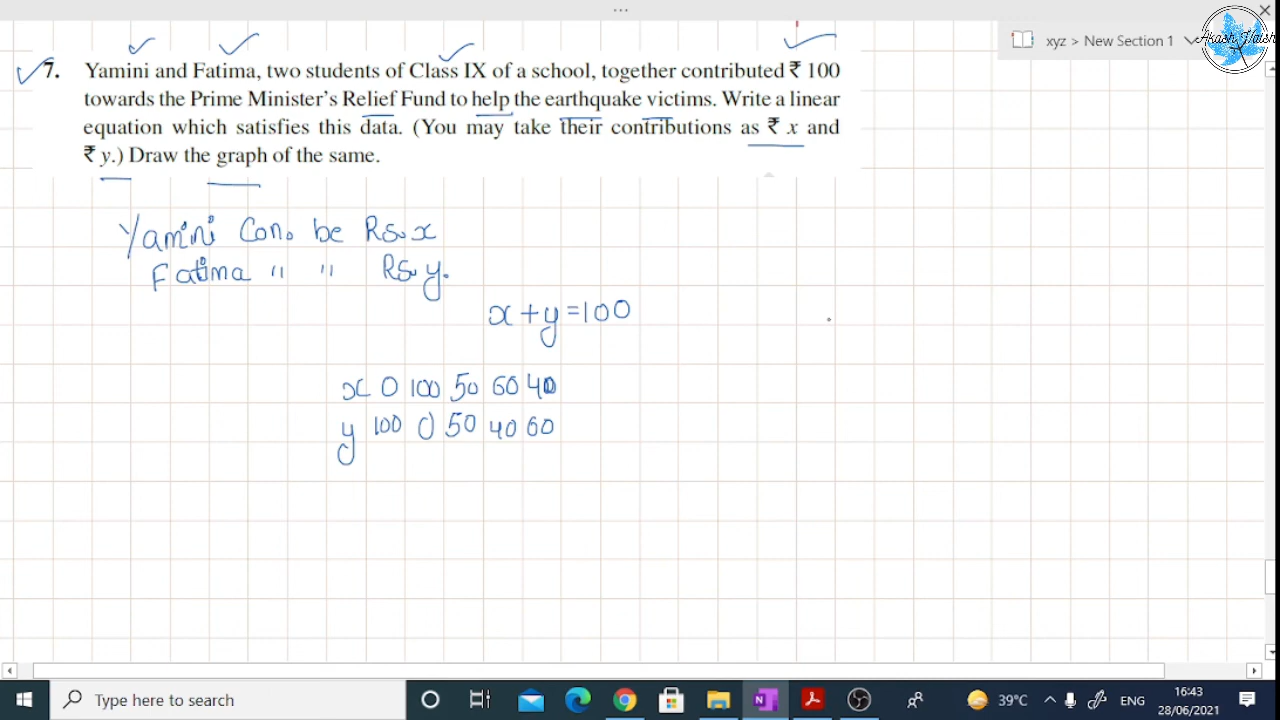 xyz > New Section 1
Akash Harsh
7. Yamini and Fatima, two students of Class IX of a school, together contributed ₹ 100
towards the Prime Minister's Relief Fund to help the earthquake victims. Write a linear
equation which satisfies this data. (You may take their contributions as ₹ x and
₹ y.) Draw the graph of the same.
Yamini Con. be Rs. x
Fatima " " Rs. y.
x + y = 100
x 0 100 50 60 40
y 100 0 50 40 60
Type here to search
39°C
ENG
16:43
28/06/2021